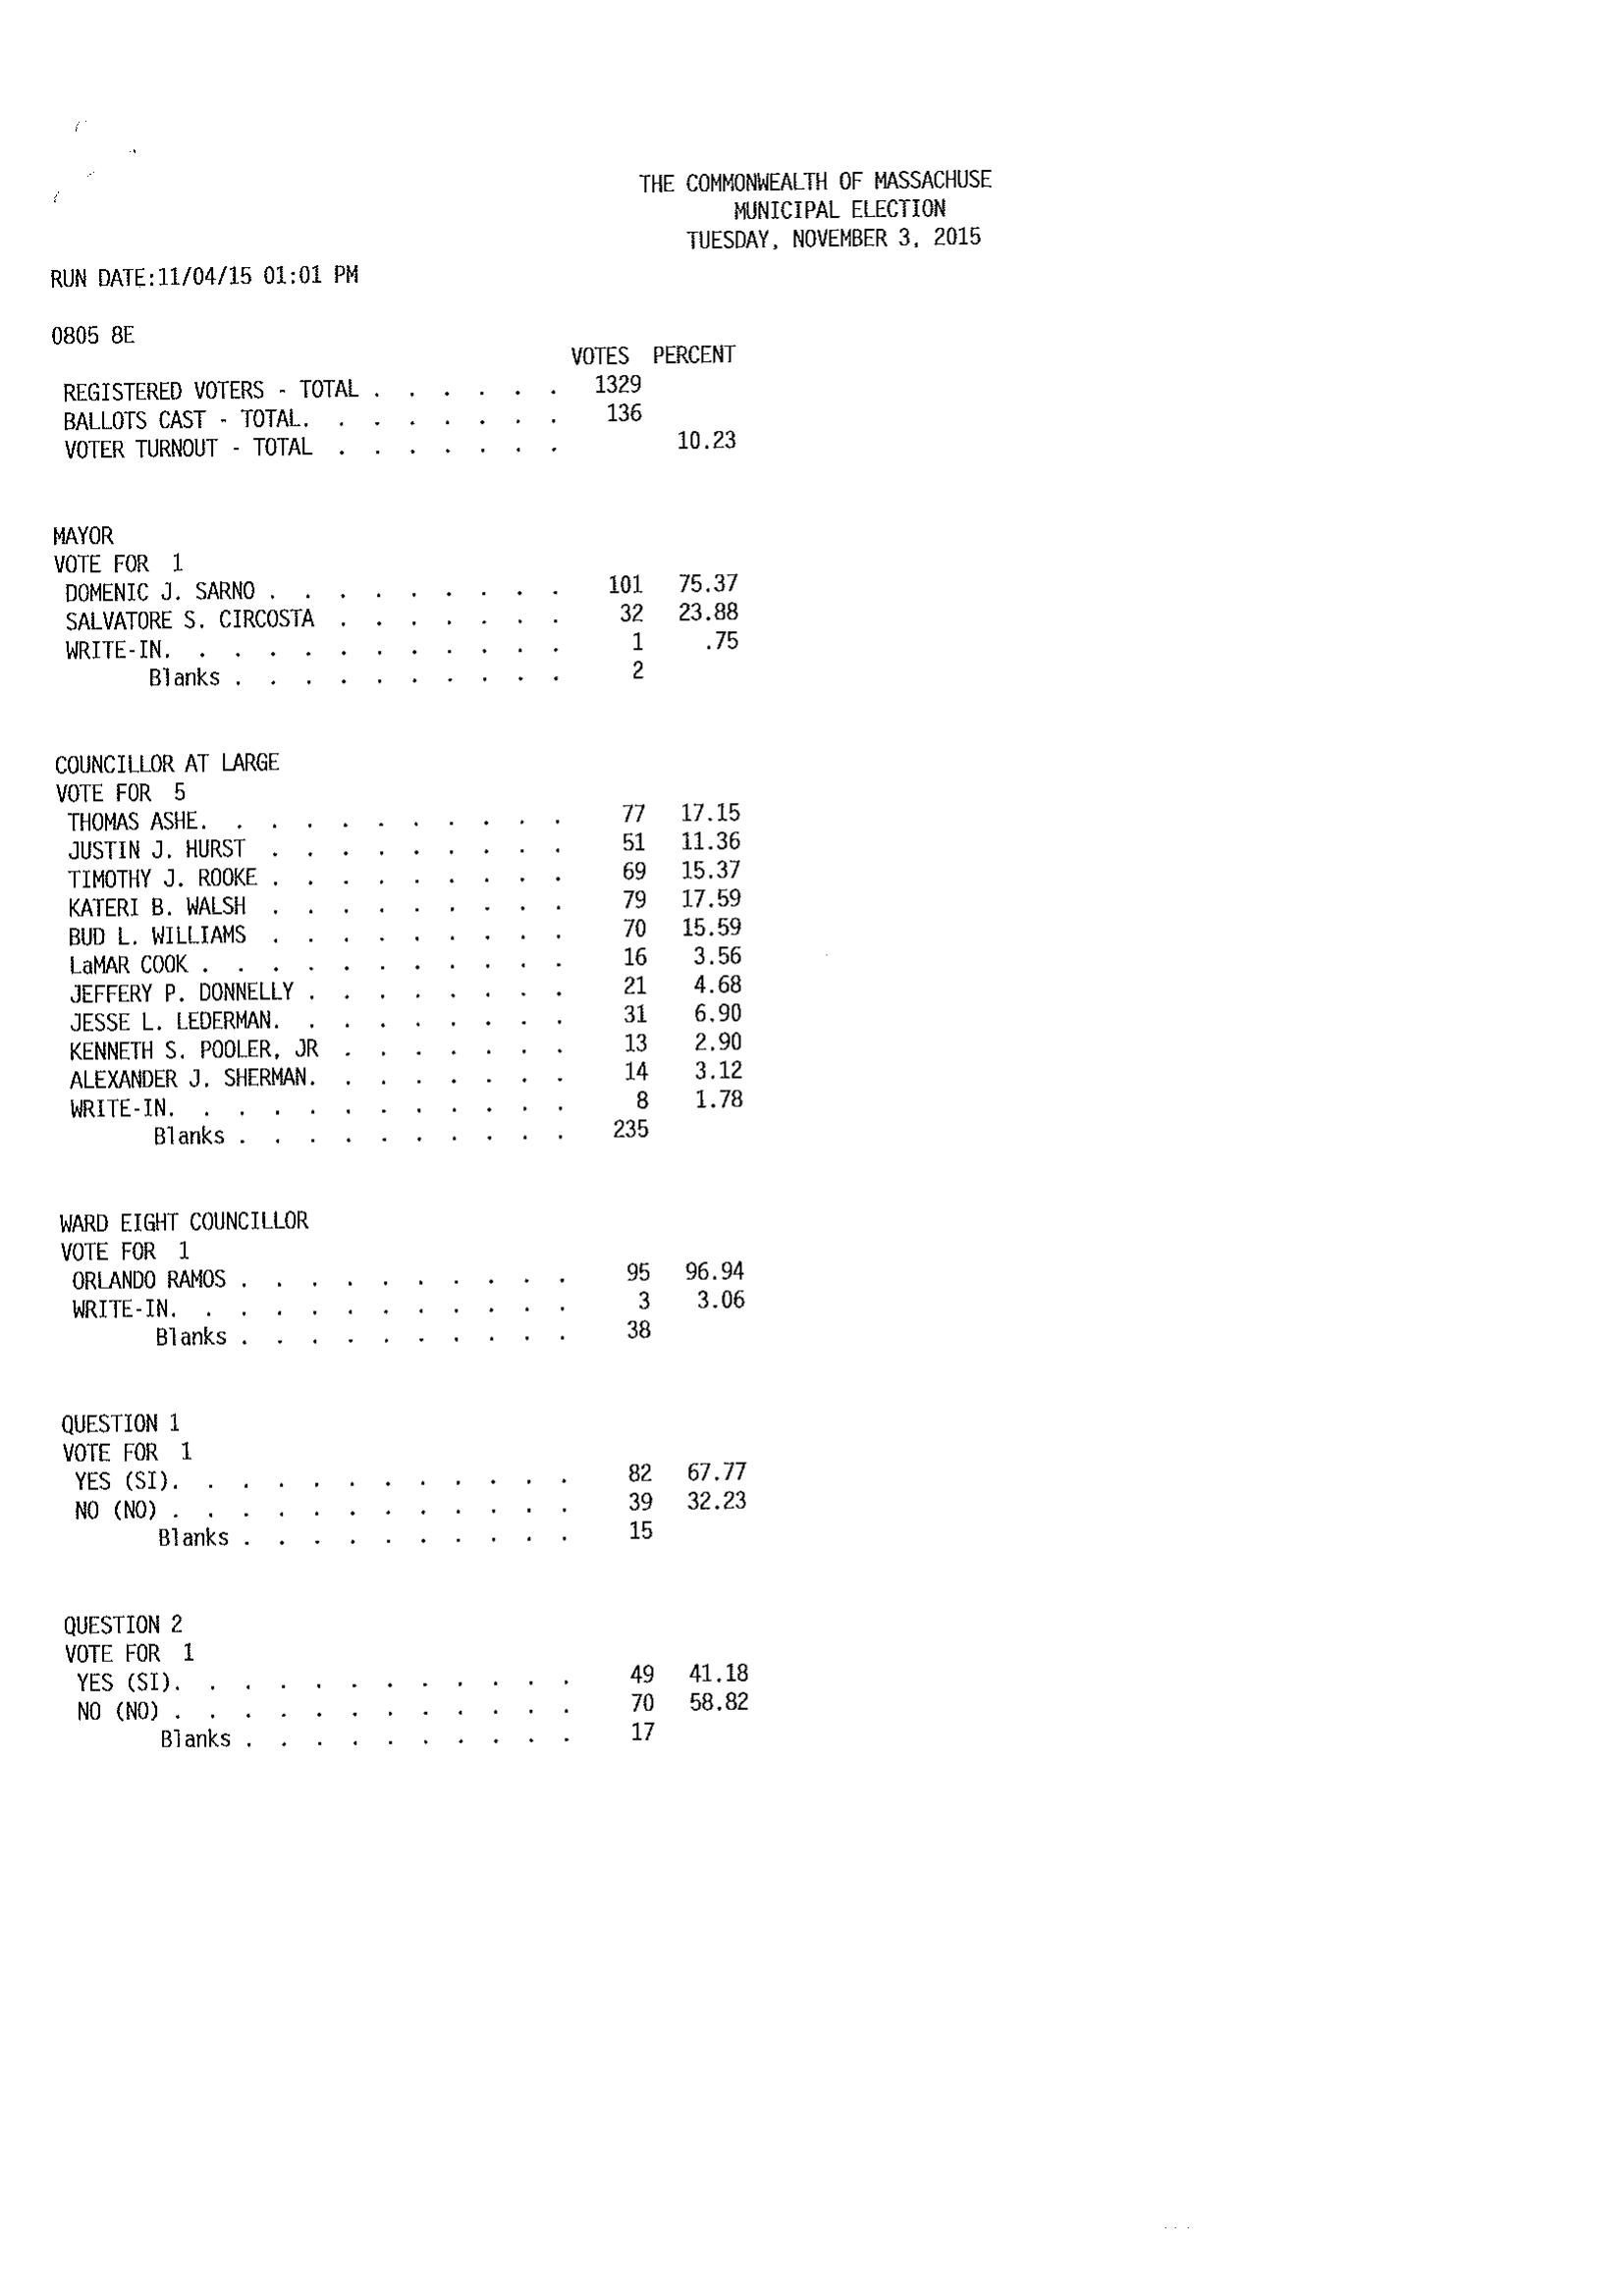 THE COMMONWEALTH OF MASSACHUSE
MUNICIPAL ELECTION
TUESDAY, NOVEMBER 3, 2015
RUN DATE:11/04/15 01:01 PM
0805 8E
VOTES PERCENT
REGISTERED VOTERS - TOTAL . . . . . . 1329
BALLOTS CAST - TOTAL. . . . . . . . 136
VOTER TURNOUT - TOTAL . . . . . . . 10.23
MAYOR
VOTE FOR 1
DOMENIC J. SARNO . . . . . . . . . 101 75.37
SALVATORE S. CIRCOSTA . . . . . . . 32 23.88
WRITE-IN. . . . . . . . . . . . 1 .75
Blanks . . . . . . . . . . 2
COUNCILLOR AT LARGE
VOTE FOR 5
THOMAS ASHE. . . . . . . . . . . 77 17.15
JUSTIN J. HURST . . . . . . . . . 51 11.36
TIMOTHY J. ROOKE . . . . . . . . . 69 15.37
KATERI B. WALSH . . . . . . . . . 79 17.59
BUD L. WILLIAMS . . . . . . . . . 70 15.59
LaMAR COOK . . . . . . . . . . . 16 3.56
JEFFERY P. DONNELLY . . . . . . . . 21 4.68
JESSE L. LEDERMAN. . . . . . . . . 31 6.90
KENNETH S. POOLER, JR . . . . . . . 13 2.90
ALEXANDER J. SHERMAN. . . . . . . . 14 3.12
WRITE-IN. . . . . . . . . . . . 8 1.78
Blanks . . . . . . . . . . 235
WARD EIGHT COUNCILLOR
VOTE FOR 1
ORLANDO RAMOS . . . . . . . . . . 95 96.94
WRITE-IN. . . . . . . . . . . . 3 3.06
Blanks . . . . . . . . . . 38
QUESTION 1
VOTE FOR 1
YES (SI). . . . . . . . . . . . 82 67.77
NO (NO) . . . . . . . . . . . . 39 32.23
Blanks . . . . . . . . . . 15
QUESTION 2
VOTE FOR 1
YES (SI). . . . . . . . . . . . 49 41.18
NO (NO) . . . . . . . . . . . . 70 58.82
Blanks . . . . . . . . . . 17